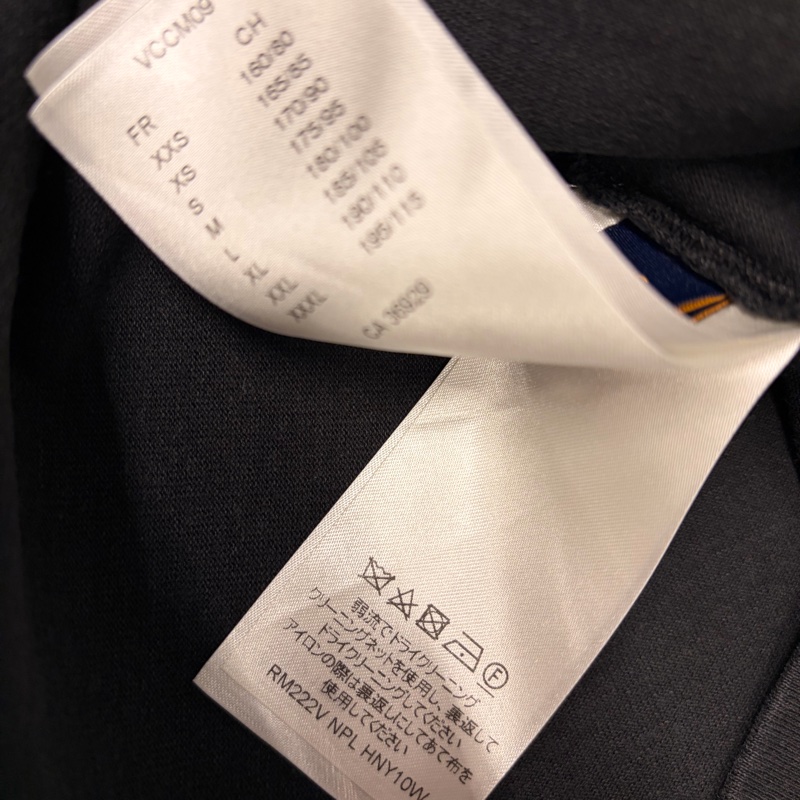 VCCM09
FR CH
XXS 160/80
XS 165/85
S 170/90
M 175/95
L 180/100
XL 185/105
XXL 190/110
XXXL 195/115
CA 36929
F
弱流でドライクリーニング
クリーニングネットを使用し、裏返して
ドライクリーニングしてください
アイロンの際は裏返しにしてあて布を
使用してください
RM222V NPL HNY10W